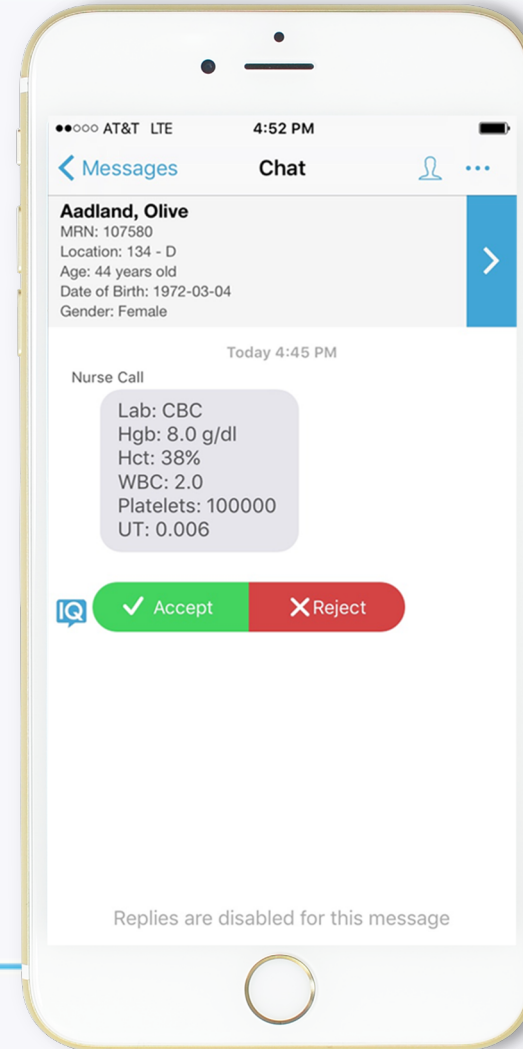 AT&T LTE 4:52 PM
Messages Chat
Aadland, Olive
MRN: 107580
Location: 134 - D
Age: 44 years old
Date of Birth: 1972-03-04
Gender: Female
Today 4:45 PM
Nurse Call
Lab: CBC
Hgb: 8.0 g/dl
Hct: 38%
WBC: 2.0
Platelets: 100000
UT: 0.006
IQ Accept Reject
Replies are disabled for this message